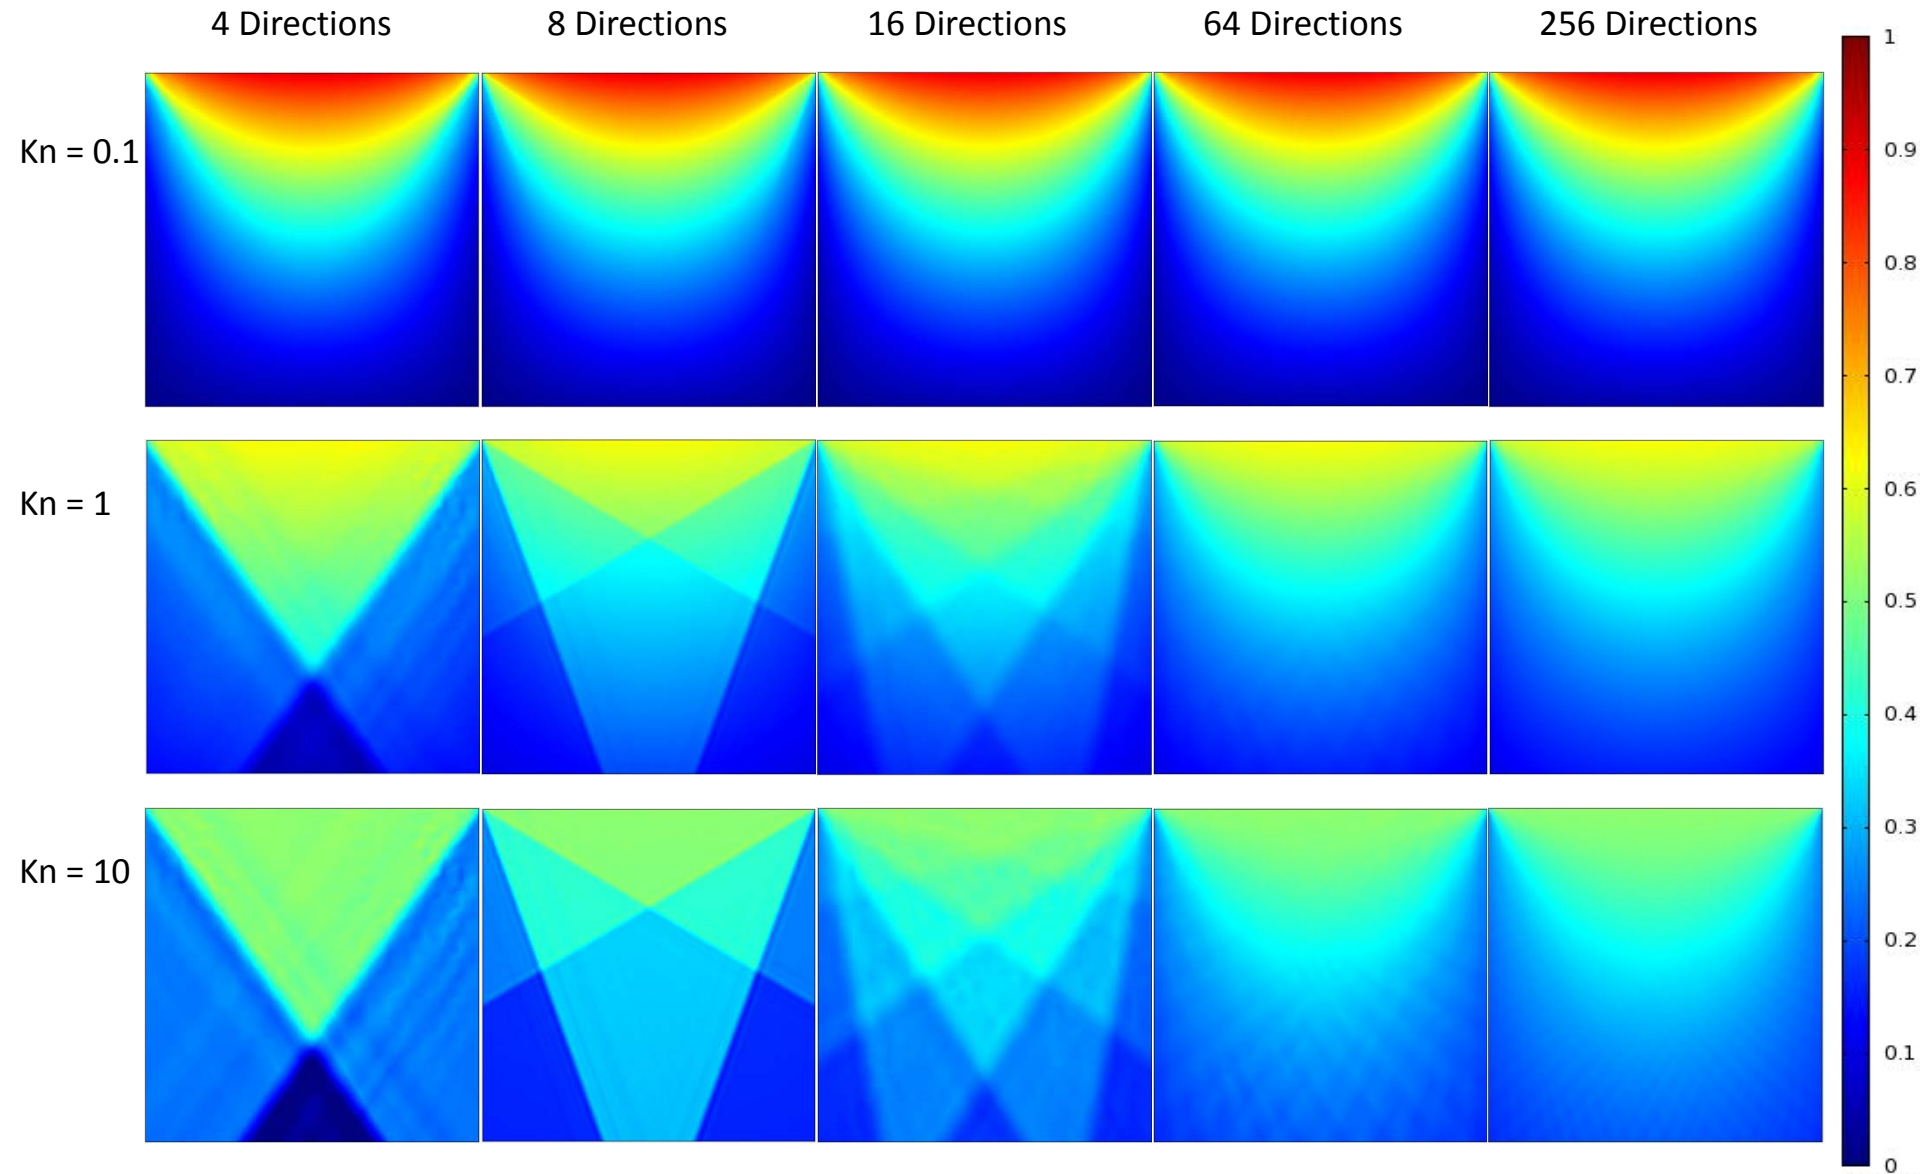 4 Directions
8 Directions
16 Directions
64 Directions
256 Directions
Kn = 0.1
Kn = 1
Kn = 10
1
0.9
0.8
0.7
0.6
0.5
0.4
0.3
0.2
0.1
0